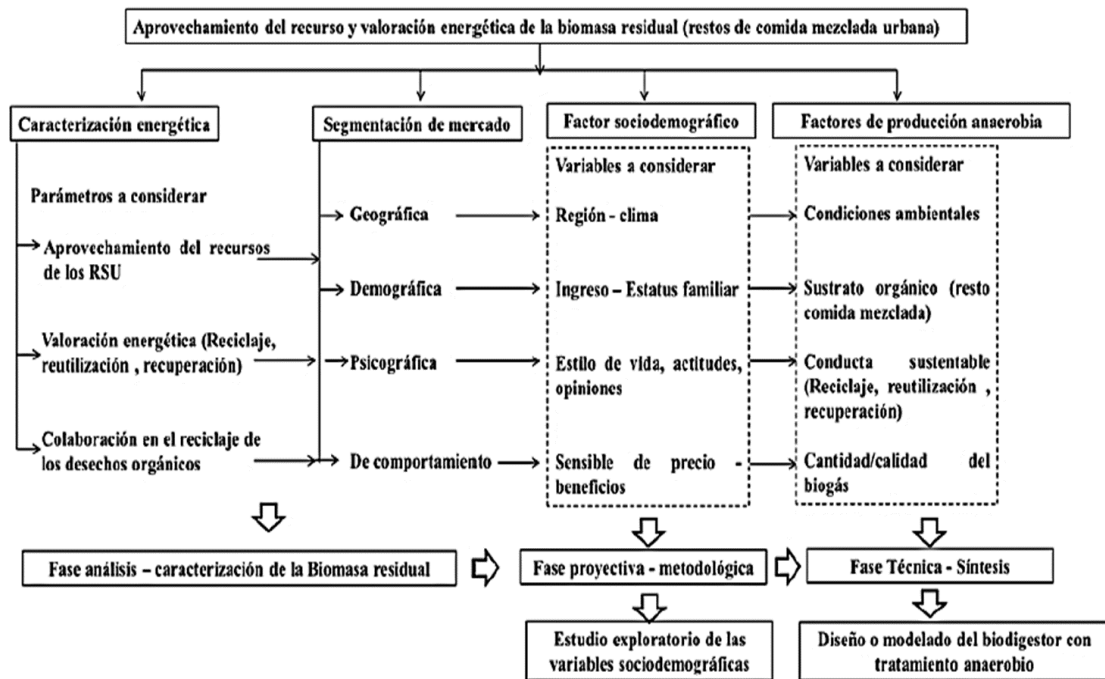 Aprovechamiento del recurso y valoración energética de la biomasa residual (restos de comida mezclada urbana)
Caracterización energética
Segmentación de mercado
Factor sociodemográfico
Factores de producción anaerobia
Parámetros a considerar
Aprovechamiento del recursos
de los RSU
Valoración energética (Reciclaje,
reutilización , recuperación)
Colaboración en el reciclaje de
los desechos orgánicos
Geográfica
Demográfica
Psicográfica
De comportamiento
Variables a considerar
Región - clima
Ingreso – Estatus familiar
Estilo de vida, actitudes,
opiniones
Sensible de precio -
beneficios
Variables a considerar
Condiciones ambientales
Sustrato orgánico (resto
comida mezclada)
Conducta sustentable
(Reciclaje, reutilización ,
recuperación)
Cantidad/calidad del
biogás
Fase análisis – caracterización de la Biomasa residual
Fase proyectiva - metodológica
Fase Técnica - Síntesis
Estudio exploratorio de las
variables sociodemográficas
Diseño o modelado del biodigestor con
tratamiento anaerobio